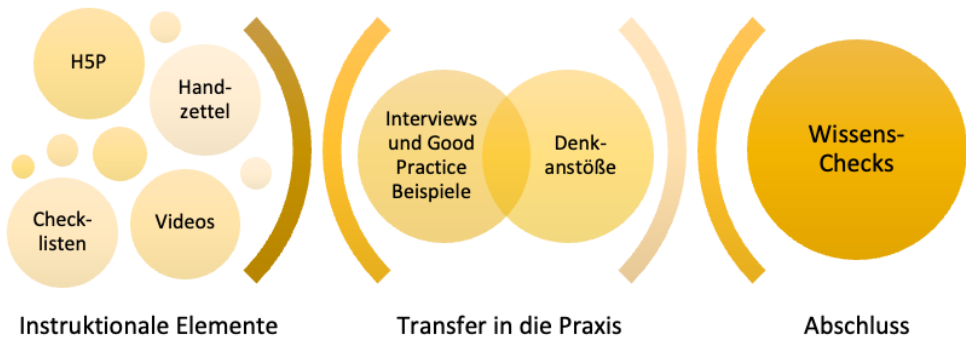 H5P
Hand-
zettel
Check-
listen
Videos
Instruktionale Elemente
Interviews
und Good
Practice
Beispiele
Denk-
anstöße
Transfer in die Praxis
Wissens-
Checks
Abschluss